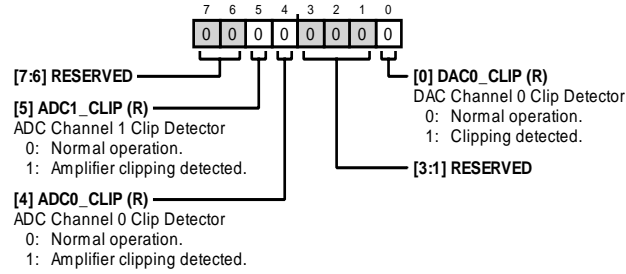 7 6 5 4 3 2 1 0
0 0 0 0 0 0 0 0
[7:6] RESERVED
[5] ADC1_CLIP (R)
ADC Channel 1 Clip Detector
0: Normal operation.
1: Amplifier clipping detected.
[4] ADC0_CLIP (R)
ADC Channel 0 Clip Detector
0: Normal operation.
1: Amplifier clipping detected.
[0] DAC0_CLIP (R)
DAC Channel 0 Clip Detector
0: Normal operation.
1: Clipping detected.
[3:1] RESERVED